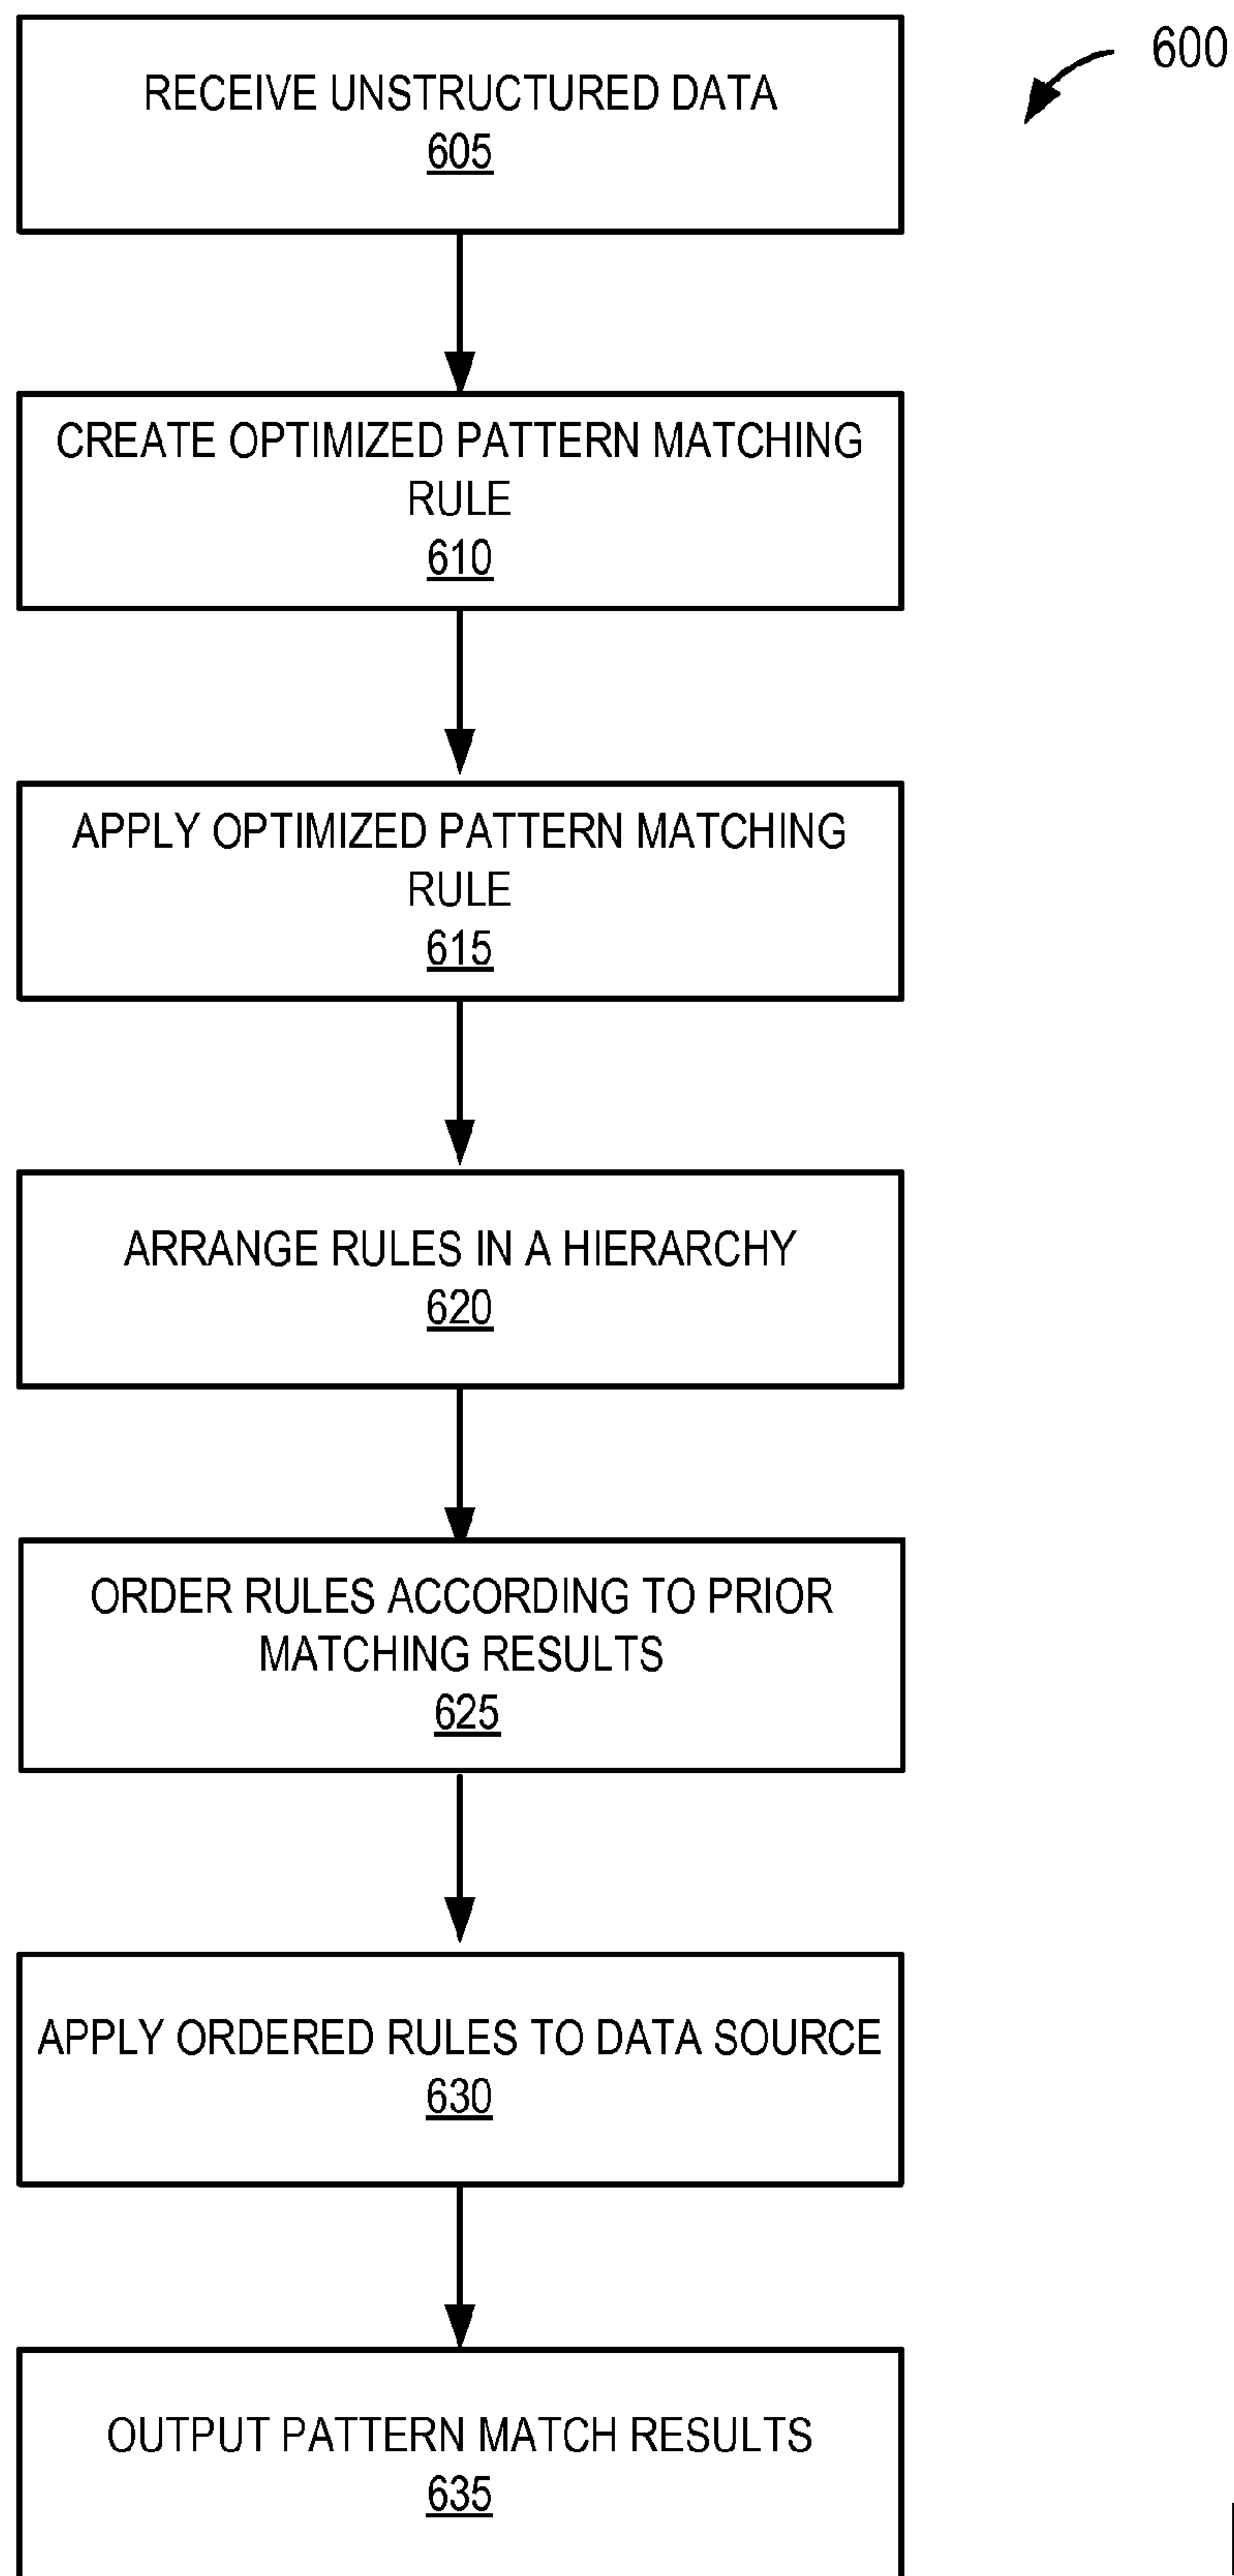 600
RECEIVE UNSTRUCTURED DATA
605
CREATE OPTIMIZED PATTERN MATCHING
RULE
610
APPLY OPTIMIZED PATTERN MATCHING
RULE
615
ARRANGE RULES IN A HIERARCHY
620
ORDER RULES ACCORDING TO PRIOR
MATCHING RESULTS
625
APPLY ORDERED RULES TO DATA SOURCE
630
OUTPUT PATTERN MATCH RESULTS
635